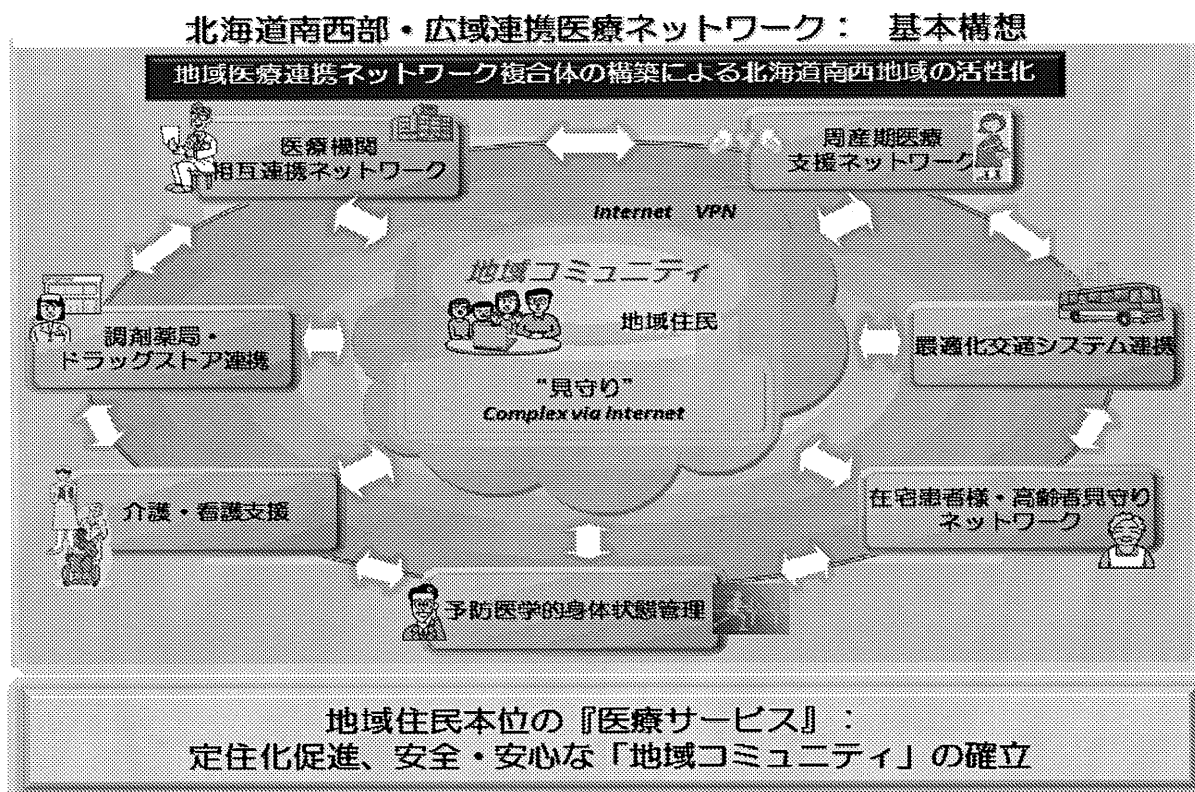 北海道南西部・広域連携医療ネットワーク： 基本構想
地域医療連携ネットワーク複合体の構築による北海道南西地域の活性化
医療機関
相互連携ネットワーク
周産期医療
支援ネットワーク
Internet VPN
地域コミュニティ
地域住民
調剤薬局・
ドラッグストア連携
最適化交通システム連携
“見守り”
Complex via Internet
介護・看護支援
在宅患者様・高齢者見守り
ネットワーク
予防医学的身体状態管理
地域住民本位の『医療サービス』：
定住化促進、安全・安心な「地域コミュニティ」の確立